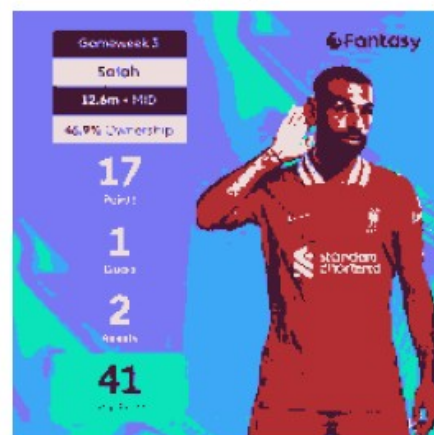 Gameweek 3
Fantasy
Salah
12.6m • MID
46.9% Ownership
17
Points
1
Goals
2
Assists
41
standard
chartered